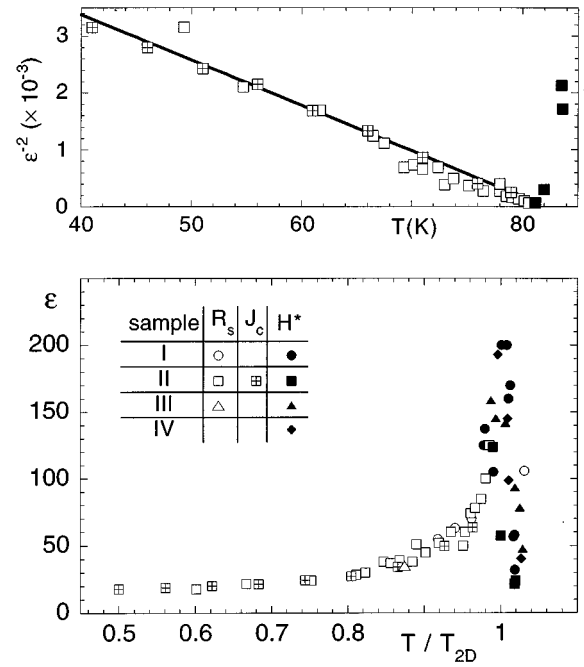 3
2
1
0
ε⁻² (× 10⁻³)
40 50 60 70 80
T(K)
ε
200
150
100
50
0
sample R_s J_c H*
I
II
III
IV
0.5 0.6 0.7 0.8 0.9 1
T / T_2D